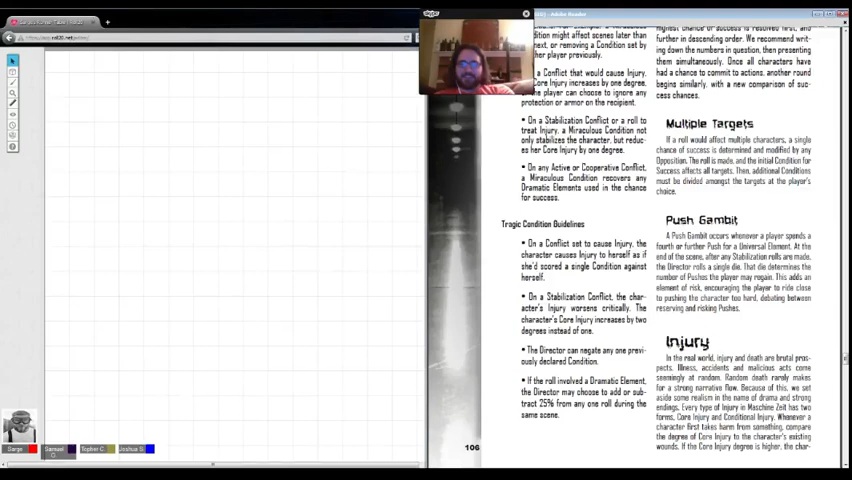 Adobe Reader
skype
condition might affect scenes later than
next, or removing a Condition set by
her player previously.
a Conflict that would cause Injury,
Core Injury increases by one degree,
the player can choose to ignore any
protection or armor on the recipient.
• On a Stabilization Conflict or a roll to
treat Injury, a Miraculous Condition not
only stabilizes the character, but reduc-
es her Core Injury by one degree.
• On any Active or Cooperative Conflict,
a Miraculous Condition recovers any
Dramatic Elements used in the chance
for success.
Tragic Condition Guidelines
• On a Conflict set to cause Injury, the
character causes Injury to herself as if
she'd scored a single Condition against
herself.
• On a Stabilization Conflict, the char-
acter's Injury worsens critically. The
character's Core Injury increases by two
degrees instead of one.
• The Director can negate any one previ-
ously declared Condition.
• If the roll involved a Dramatic Element,
the Director may choose to add or sub-
tract 25% from any one roll during the
same scene.
106
highest chance of success is resolved first, and
further in descending order. We recommend writ-
ing down the numbers in question, then presenting
them simultaneously. Once all characters have
had a chance to commit to actions, another round
begins similarly, with a new comparison of suc-
cess chances.
Multiple Targets
If a roll would affect multiple characters, a single
chance of success is determined and modified by any
Opposition. The roll is made, and the initial Condition for
Success affects all targets. Then, additional Conditions
must be divided amongst the targets at the player's
choice.
Push Gambit
A Push Gambit occurs whenever a player spends a
fourth or further Push for a Universal Element. At the
end of the scene, after any Stabilization rolls are made,
the Director rolls a single die. That die determines the
number of Pushes the player may regain. This adds an
element of risk, encouraging the player to ride close
to pushing the character too hard, debating between
reserving and risking Pushes.
Injury
In the real world, injury and death are brutal pros-
pects. Illness, accidents and malicious acts come
seemingly at random. Random death rarely makes
for a strong narrative flow. Because of this, we set
aside some realism in the name of drama and strong
endings. Every type of Injury in Maschine Zeit has two
forms, Core Injury and Conditional Injury. Whenever a
character first takes harm from something, compare
the degree of Core Injury to the character's existing
wounds. If the Core Injury degree is higher, the char-
Sarge
Samuel
C.
Topher C.
Joshua S.